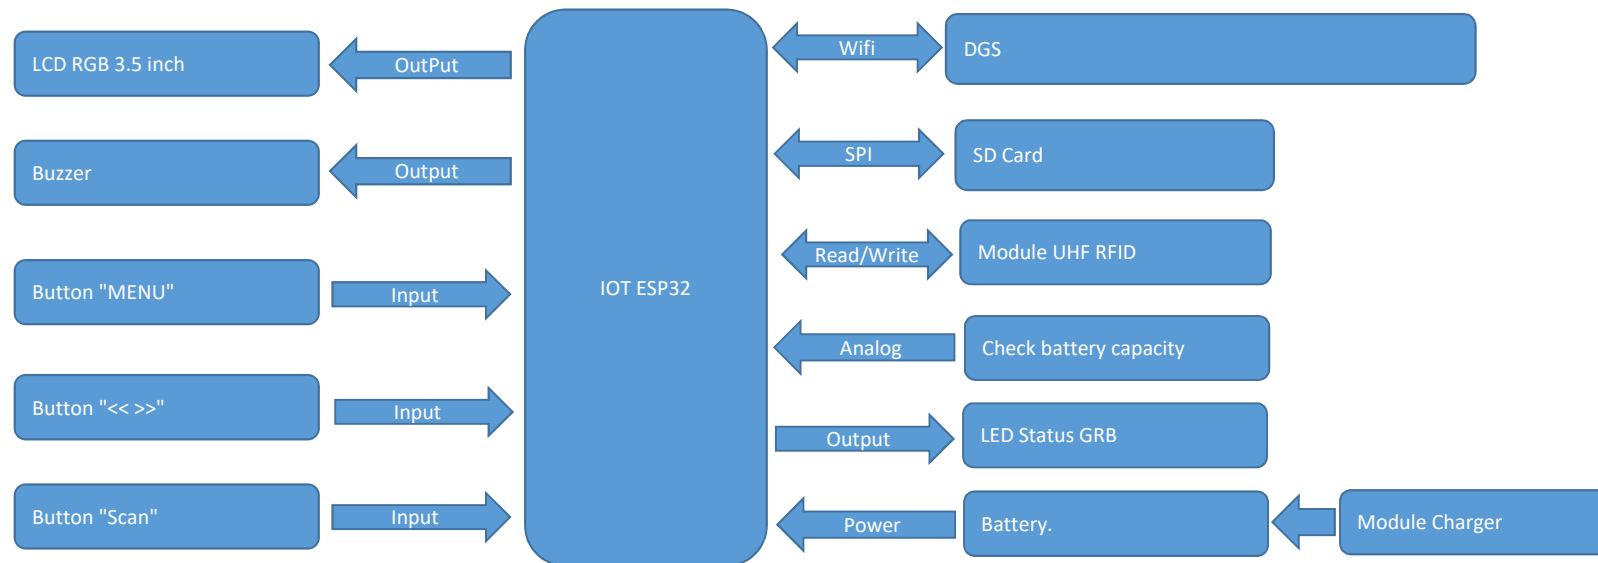 LCD RGB 3.5 inch
OutPut
Wifi
DGS
Buzzer
Output
SPI
SD Card
Button "MENU"
Input
IOT ESP32
Read/Write
Module UHF RFID
Analog
Check battery capacity
Button "<< >>"
Input
Output
LED Status GRB
Button "Scan"
Input
Power
Battery.
Module Charger